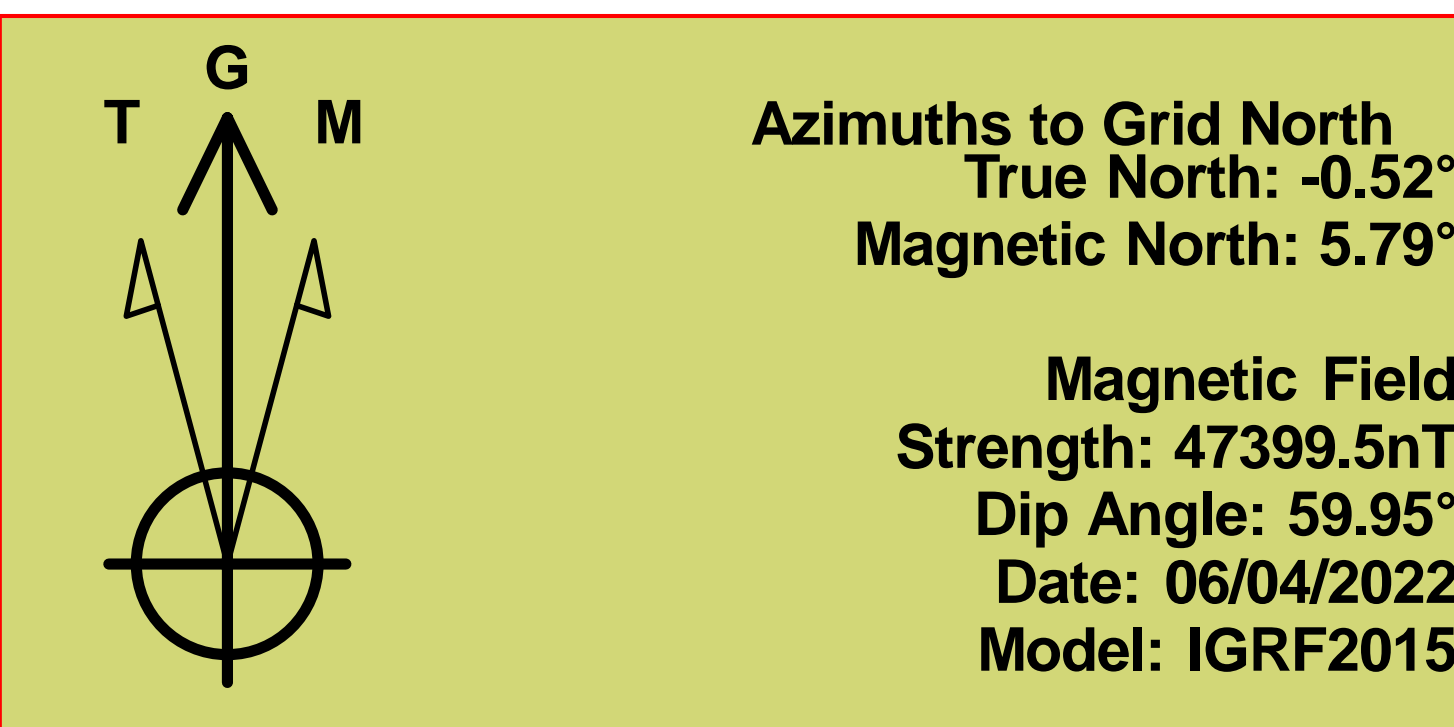 G
T M
Azimuths to Grid North
True North: -0.52°
Magnetic North: 5.79°
Magnetic Field
Strength: 47399.5nT
Dip Angle: 59.95°
Date: 06/04/2022
Model: IGRF2015